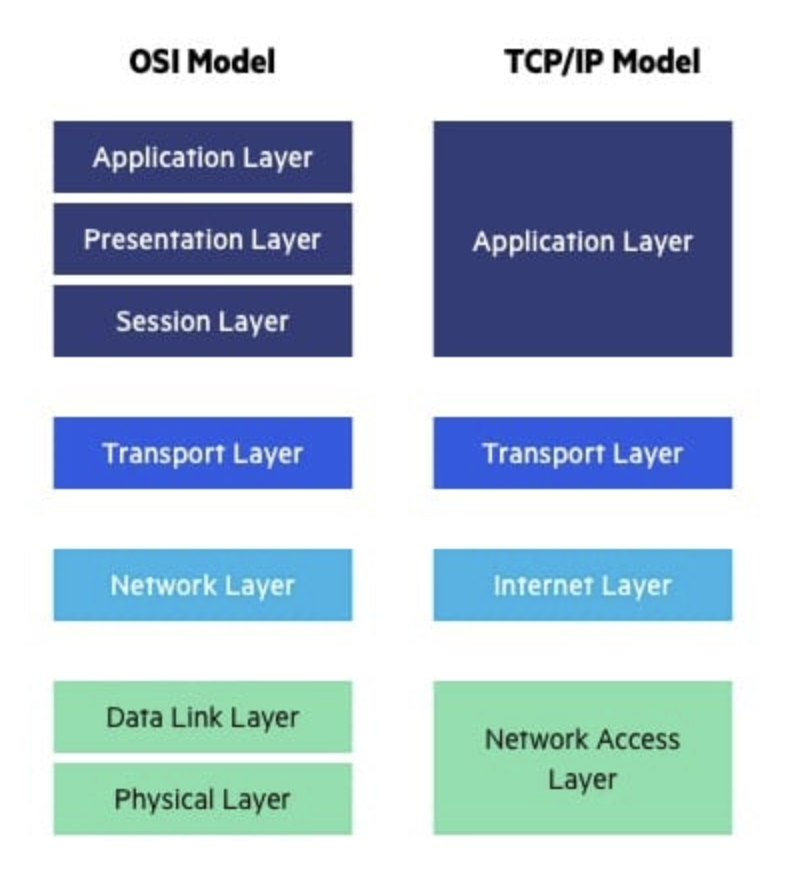 OSI Model
TCP/IP Model
Application Layer
Presentation Layer
Session Layer
Application Layer
Transport Layer
Transport Layer
Network Layer
Internet Layer
Data Link Layer
Physical Layer
Network Access
Layer